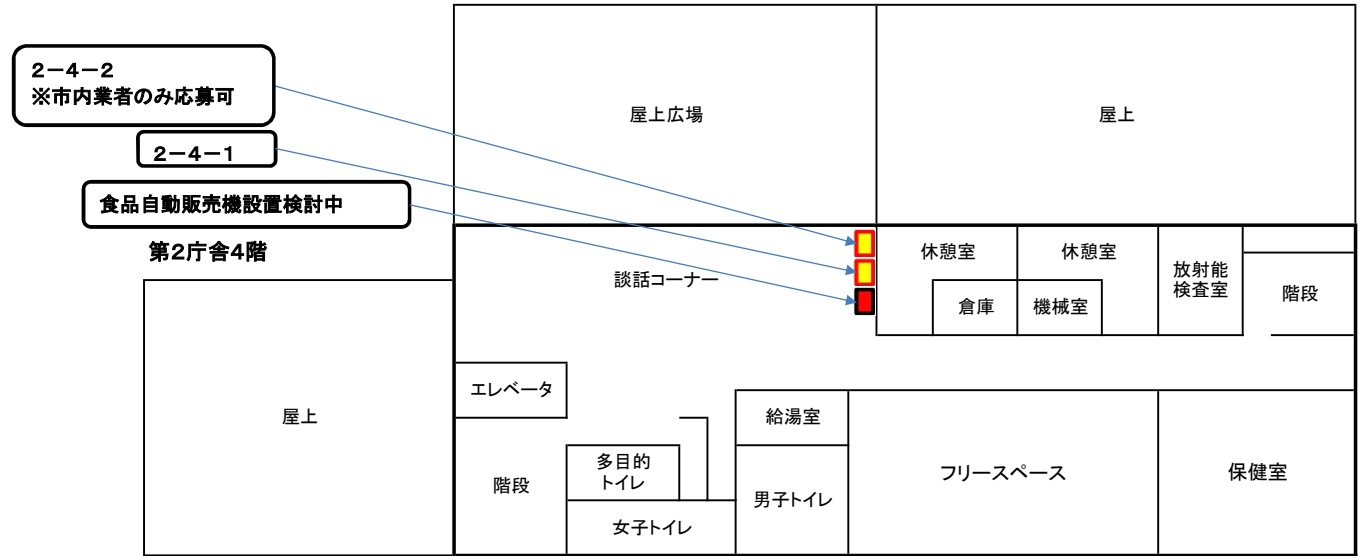 2-4-2
※市内業者のみ応募可
2-4-1
食品自動販売機設置検討中
第2庁舎4階
屋上広場
屋上
談話コーナー
休憩室
休憩室
放射能
検査室
階段
倉庫
機械室
エレベータ
屋上
給湯室
多目的
トイレ
階段
男子トイレ
フリースペース
保健室
女子トイレ